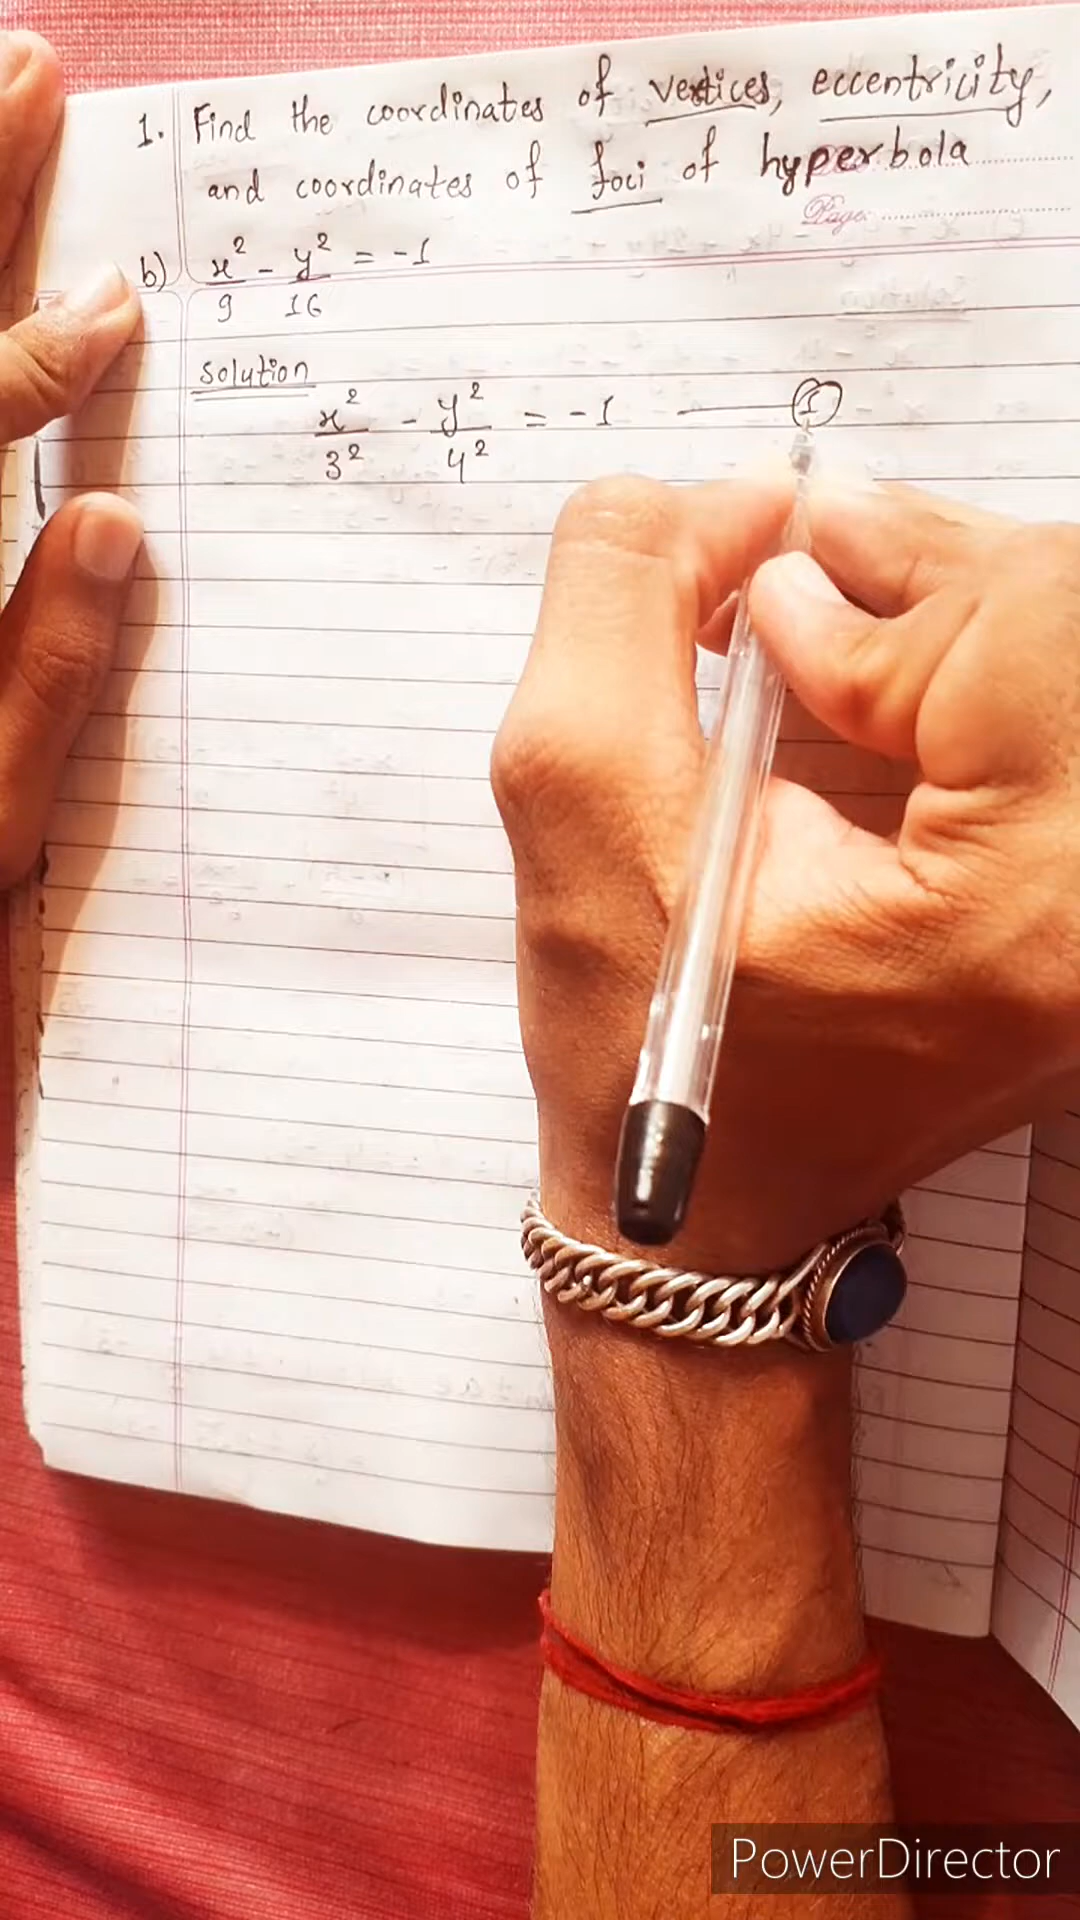 1. Find the coordinates of vertices, eccentricity,
and coordinates of foci of hyperbola
Page:
b) x²/9 - y²/16 = -1
Solution
x²/3² - y²/4² = -1 — 1
PowerDirector